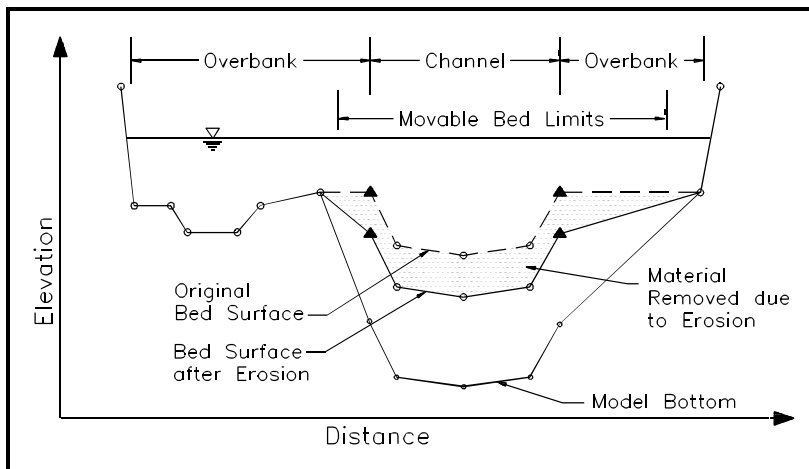 Overbank
Channel
Overbank
Movable Bed Limits
Elevation
Original
Bed Surface
Bed Surface
after Erosion
Material
Removed due
to Erosion
Model Bottom
Distance